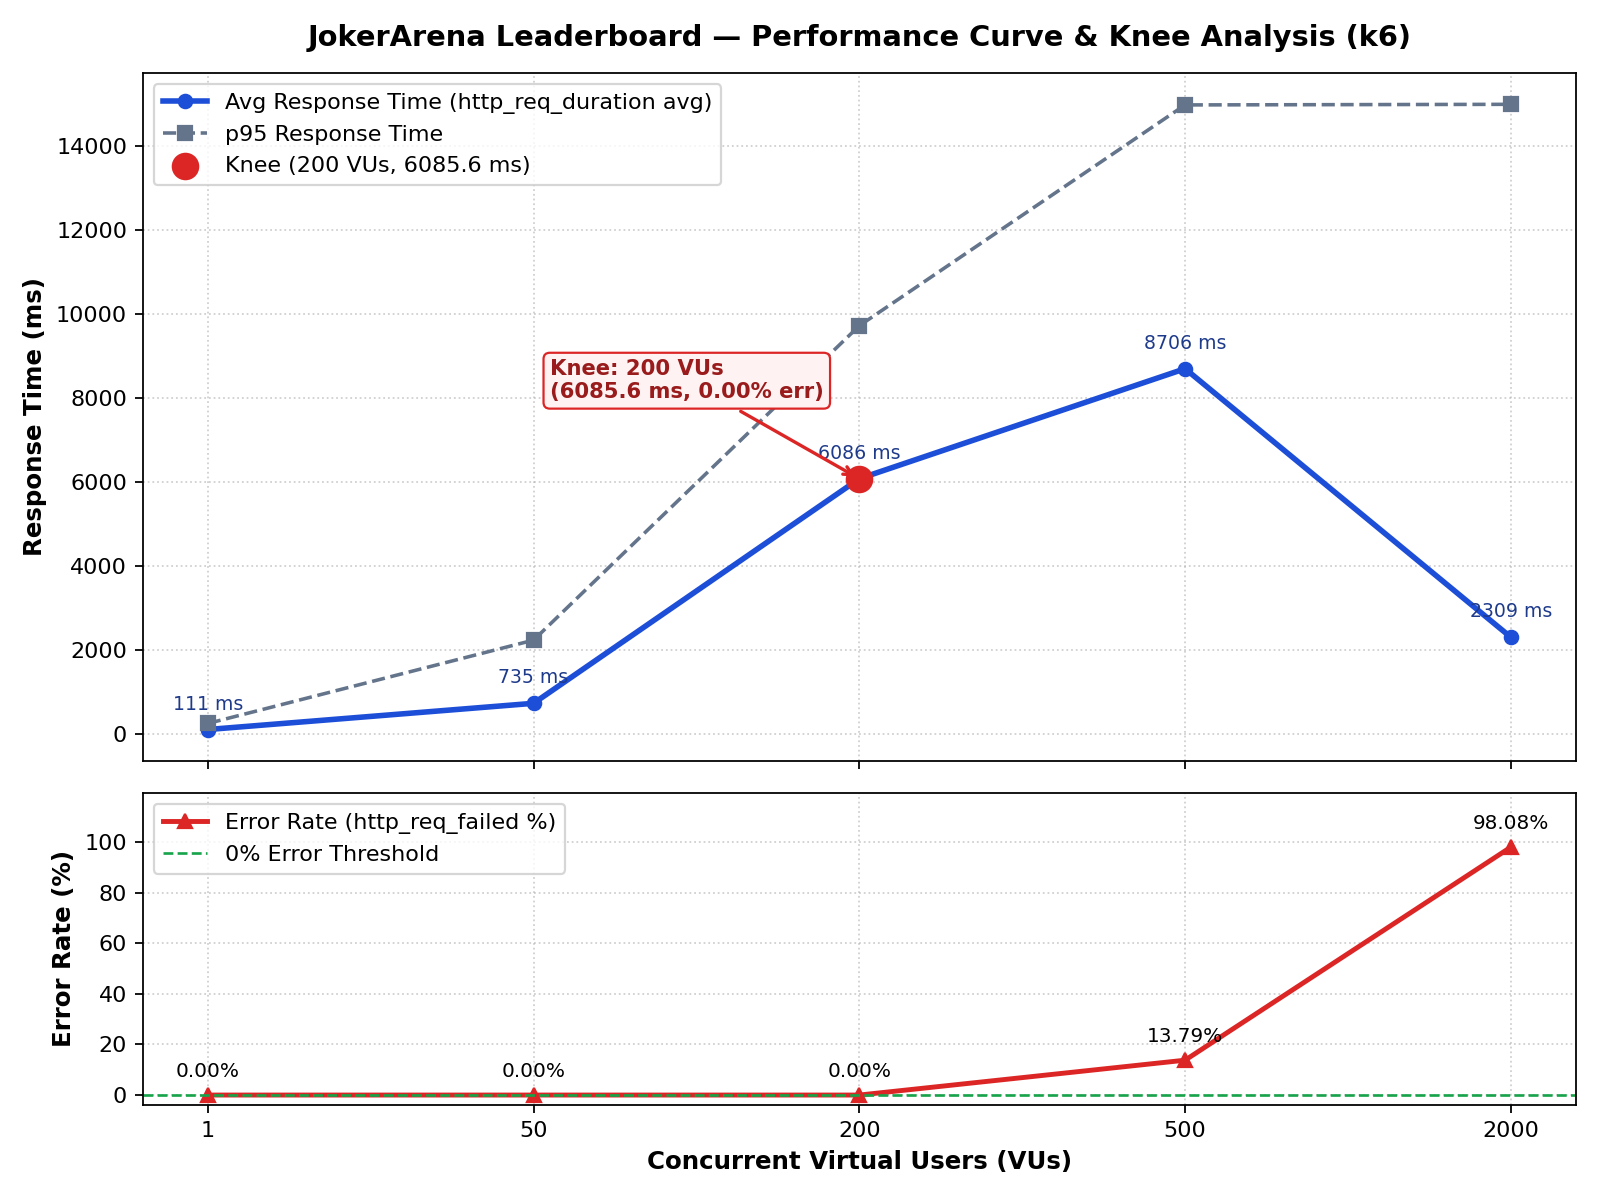 JokerArena Leaderboard — Performance Curve & Knee Analysis (k6)
Avg Response Time (http_req_duration avg)
p95 Response Time
Knee (200 VUs, 6085.6 ms)
Response Time (ms)
14000
12000
10000
8000
6000
4000
2000
0
111 ms
735 ms
Knee: 200 VUs
(6085.6 ms, 0.00% err)
6086 ms
8706 ms
2309 ms
Error Rate (http_req_failed %)
0% Error Threshold
Error Rate (%)
100
80
60
40
20
0
0.00%
0.00%
0.00%
13.79%
98.08%
1
50
200
500
2000
Concurrent Virtual Users (VUs)